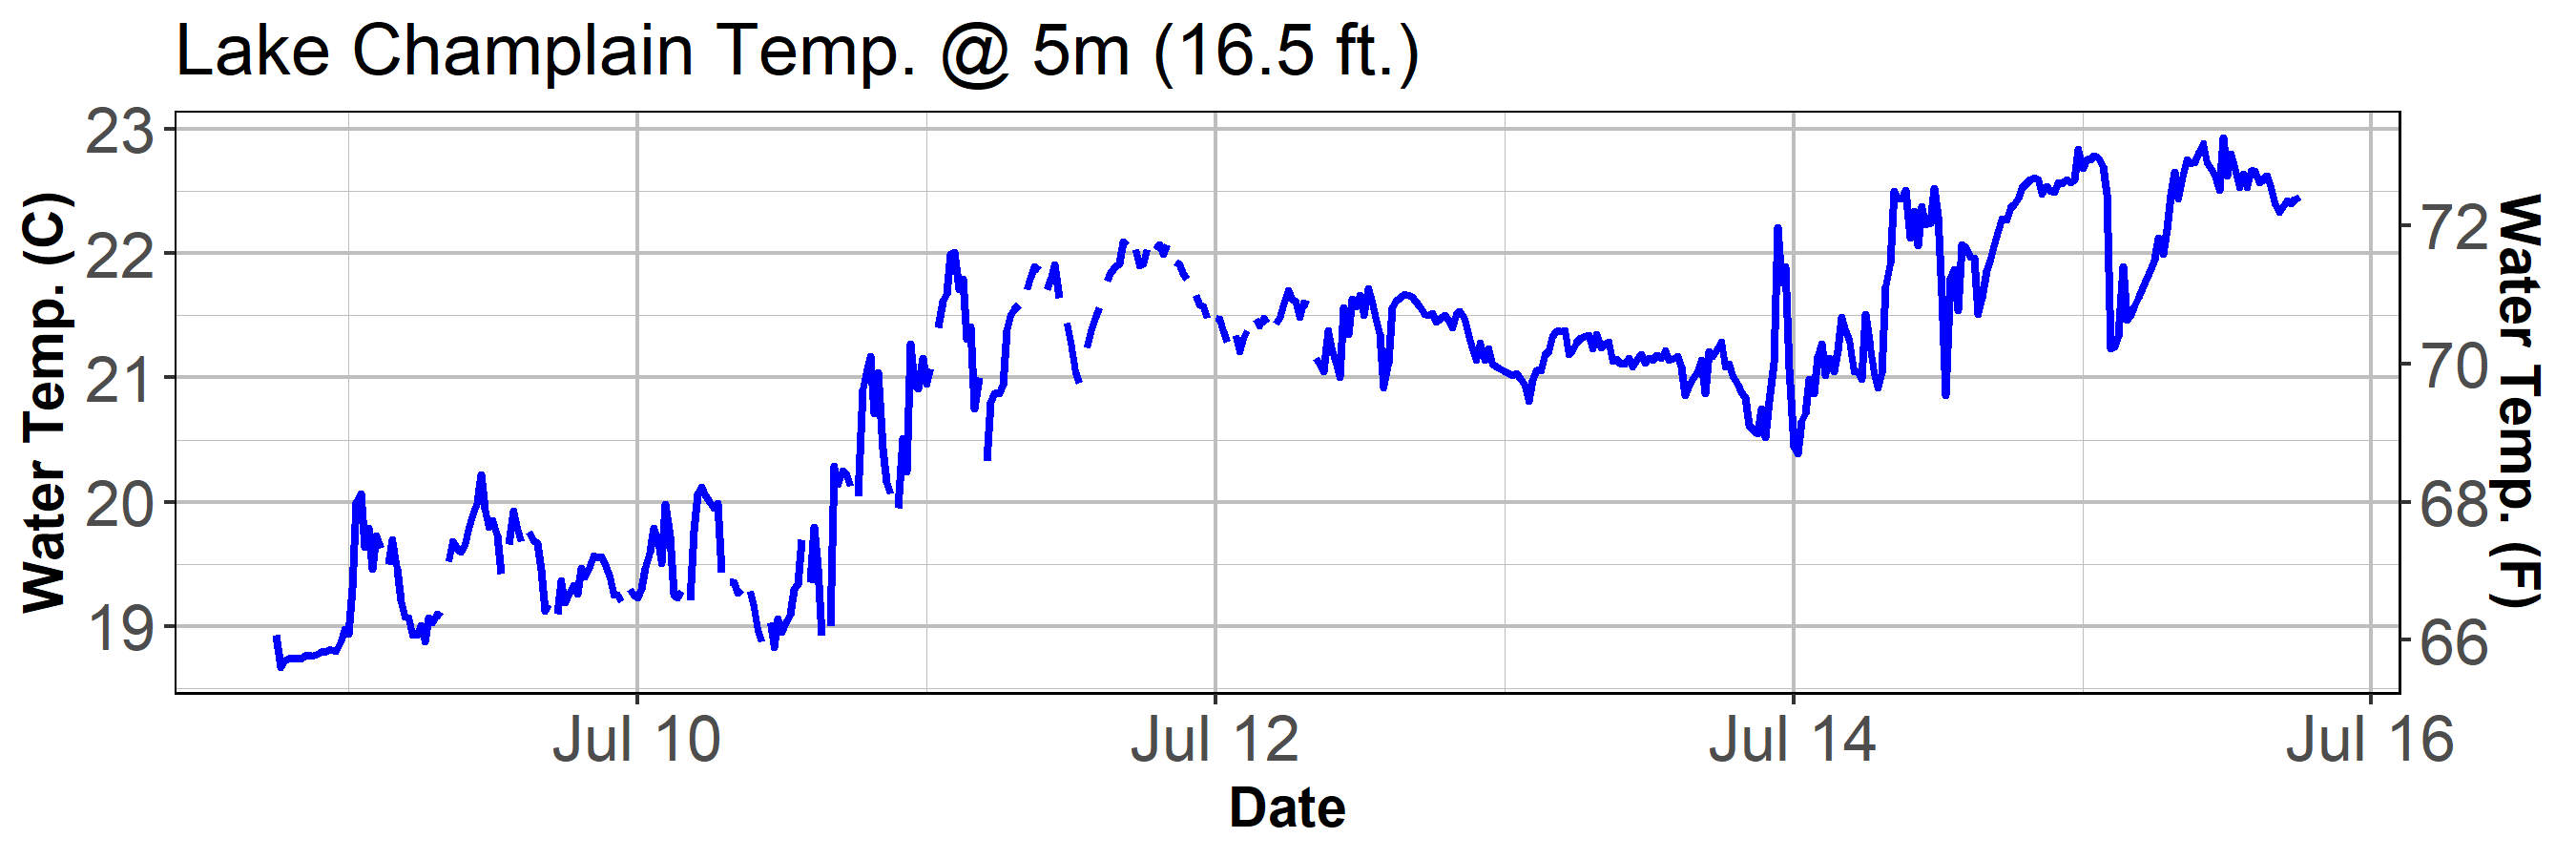 Lake Champlain Temp. @ 5m (16.5 ft.)
Water Temp. (C)
23
22
21
20
19
72
70
68
66
Water Temp. (F)
Jul 10 Jul 12 Jul 14 Jul 16
Date